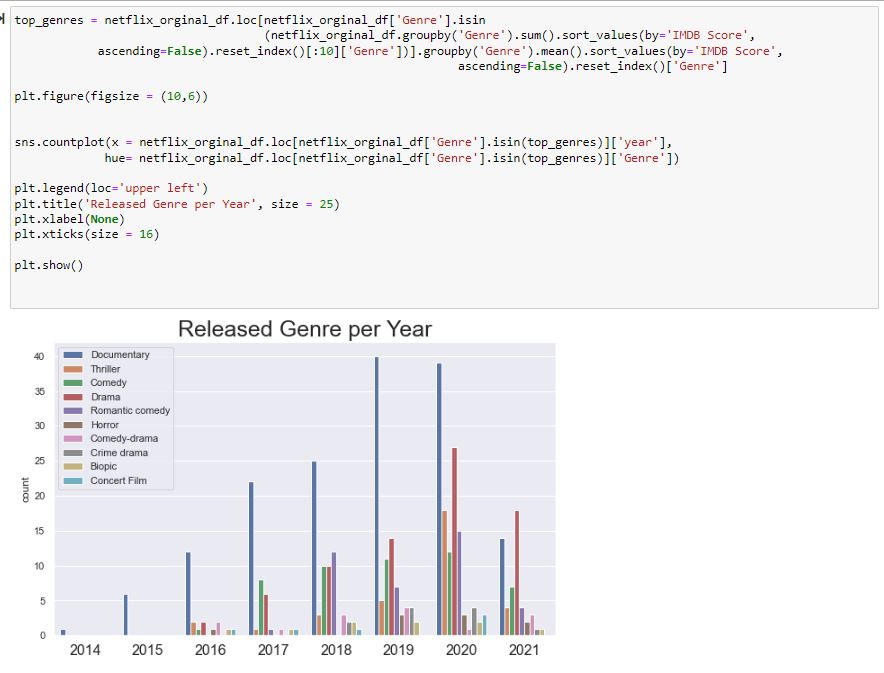 top_genres = netflix_orginal_df.loc[netflix_orginal_df['Genre'].isin
(netflix_orginal_df.groupby('Genre').sum().sort_values(by='IMDB Score',
ascending=False).reset_index()[:10]['Genre'])].groupby('Genre').mean().sort_values(by='IMDB Score',
ascending=False).reset_index()['Genre']
plt.figure(figsize = (10,6))
sns.countplot(x = netflix_orginal_df.loc[netflix_orginal_df['Genre'].isin(top_genres)]['year'],
hue= netflix_orginal_df.loc[netflix_orginal_df['Genre'].isin(top_genres)]['Genre'])
plt.legend(loc='upper left')
plt.title('Released Genre per Year', size = 25)
plt.xlabel(None)
plt.xticks(size = 16)
plt.show()
Released Genre per Year
Documentary
Thriller
Comedy
Drama
Romantic comedy
Horror
Comedy-drama
Crime drama
Biopic
Concert Film
count
40
35
30
25
20
15
10
5
0
2014 2015 2016 2017 2018 2019 2020 2021